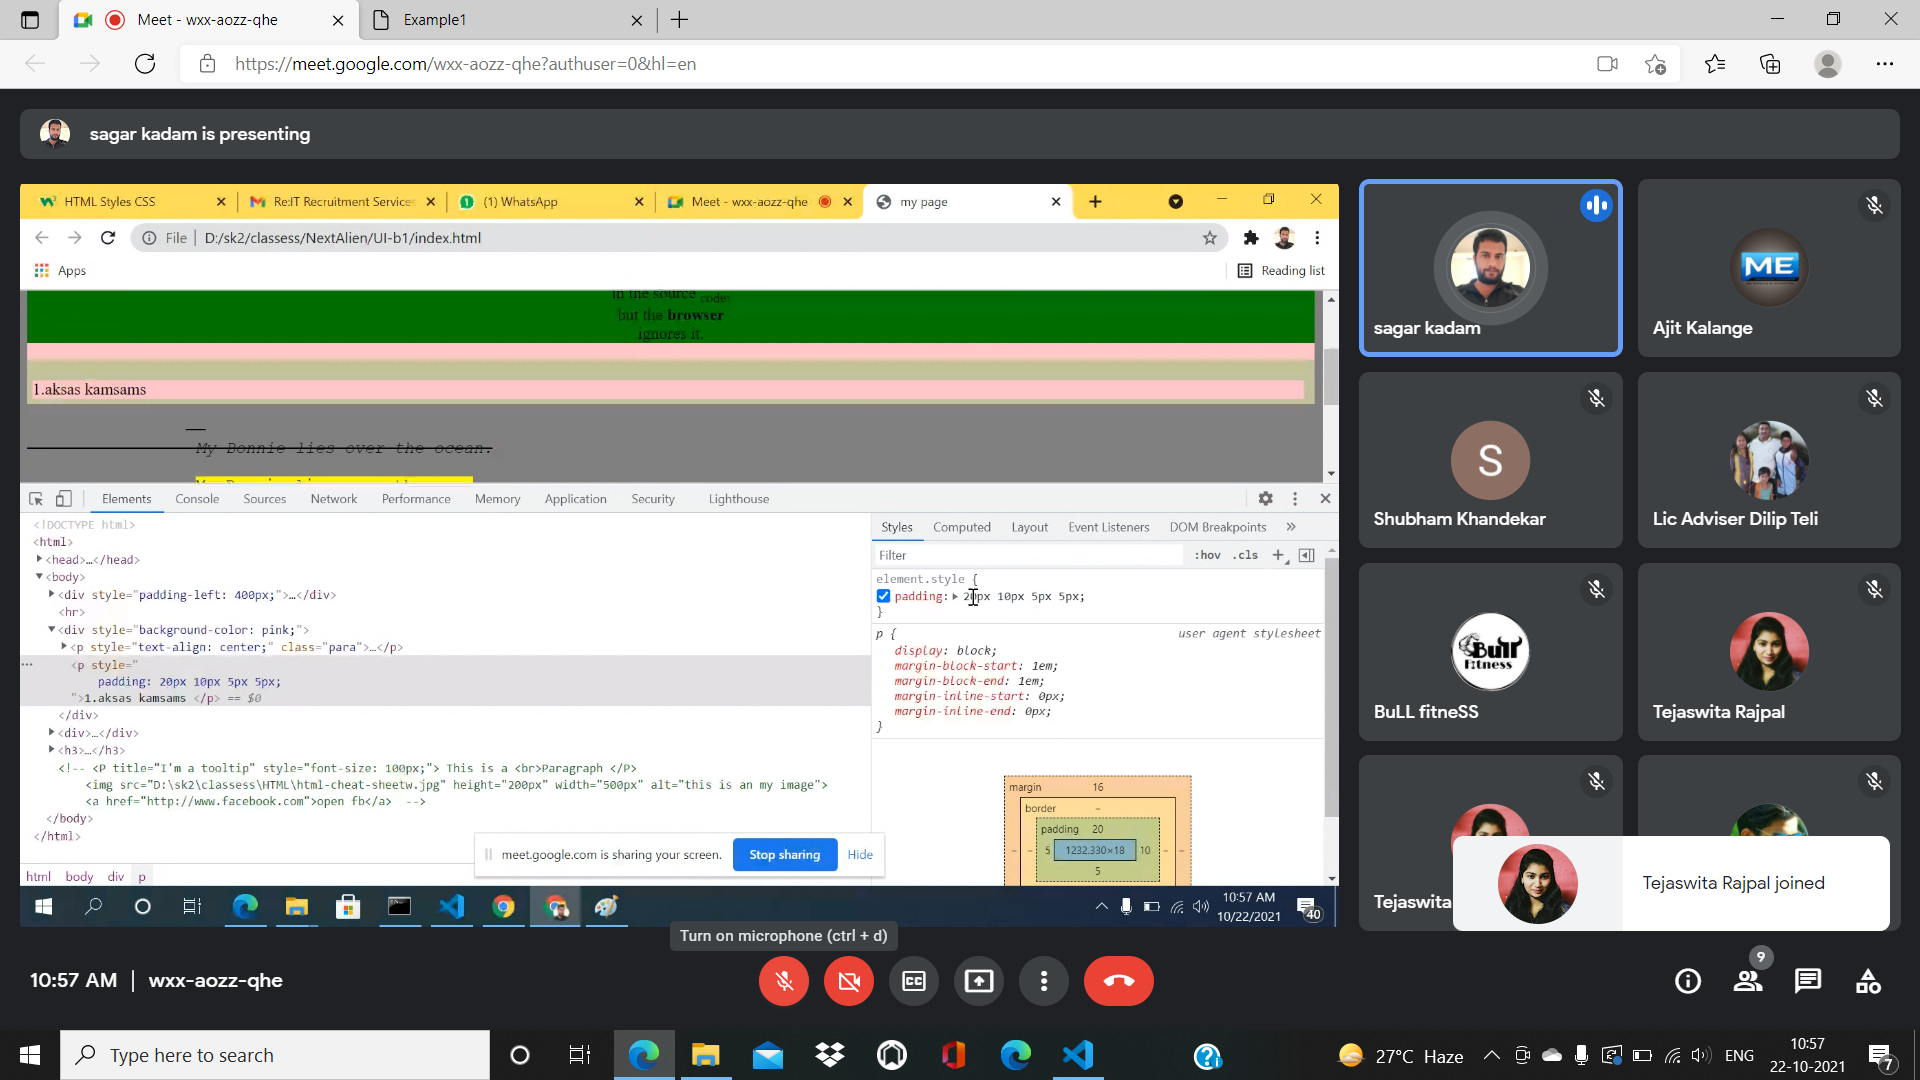 Meet - wxx-aozz-qhe
Example1
https://meet.google.com/wxx-aozz-qhe?authuser=0&hl=en
sagar kadam is presenting
HTML Styles CSS
Re:IT Recruitment Services
(1) WhatsApp
Meet - wxx-aozz-qhe
my page
File
D:/sk2/classess/NextAlien/UI-b1/index.html
Apps
Reading list
in the source code,
but the browser
ignores it.
1.aksas kamsams
My Bonnie lies over the ocean.
Elements
Console
Sources
Network
Performance
Memory
Application
Security
Lighthouse
<!DOCTYPE html>
<html>
<head>…</head>
<body>
<div style="padding-left: 400px;">…</div>
<hr>
<div style="background-color: pink;">
<p style="text-align: center;" class="para">…</p>
<p style="
padding: 20px 10px 5px 5px;
">1.aksas kamsams </p> == $0
</div>
<div>…</div>
<h3>…</h3>
<!-- <P title="I'm a tooltip" style="font-size: 100px;"> This is a <br>Paragraph </P>
<img src="D:\sk2\classess\HTML\html-cheat-sheetw.jpg" height="200px" width="500px" alt="this is an my image">
<a href="http://www.facebook.com">open fb</a> -->
</body>
</html>
html body div p
Styles
Computed
Layout
Event Listeners
DOM Breakpoints
Filter
:hov .cls
element.style {
padding: 20px 10px 5px 5px;
}
p {
user agent stylesheet
display: block;
margin-block-start: 1em;
margin-block-end: 1em;
margin-inline-start: 0px;
margin-inline-end: 0px;
}
margin 16
border -
padding 20
5 1232.330×18 10
5
meet.google.com is sharing your screen.
Stop sharing
Hide
10:57 AM
10/22/2021
40
sagar kadam
ME
Ajit Kalange
S
Shubham Khandekar
Lic Adviser Dilip Teli
BuLL fitnesS
BuLL
FitnesS
Tejaswita Rajpal
Tejaswita
Tejaswita Rajpal joined
Turn on microphone (ctrl + d)
10:57 AM
wxx-aozz-qhe
9
Type here to search
27°C Haze
ENG
10:57
22-10-2021
7